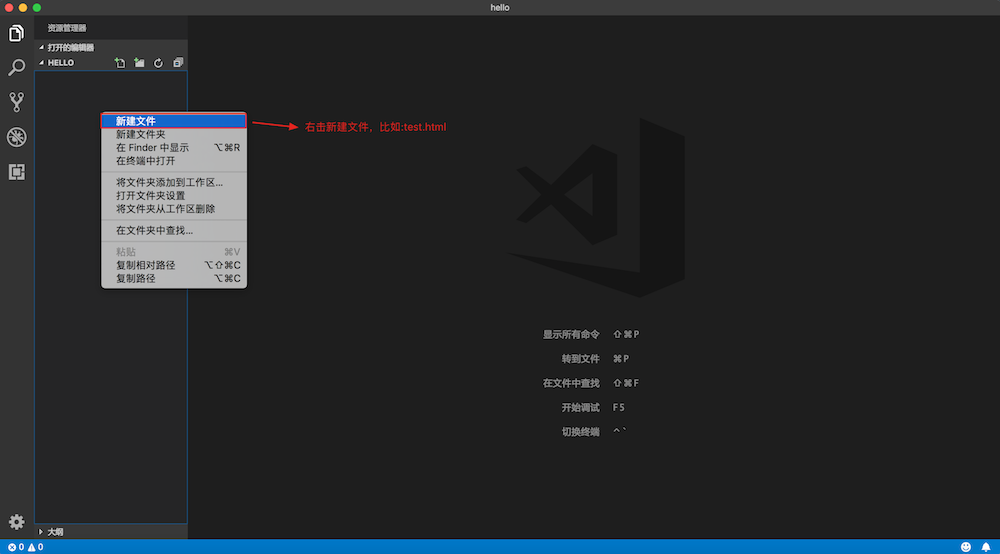 hello
资源管理器
打开的编辑器
HELLO
新建文件
新建文件夹
在 Finder 中显示 ⌥⌘R
在终端中打开
将文件夹添加到工作区...
打开文件夹设置
将文件夹从工作区删除
在文件夹中查找...
粘贴 ⌘V
复制相对路径 ⌥⇧⌘C
复制路径 ⌥⌘C
右击新建文件，比如:test.html
显示所有命令 ⇧⌘P
转到文件 ⌘P
在文件中查找 ⇧⌘F
开始调试 F5
切换终端 ^`
大纲
0 0